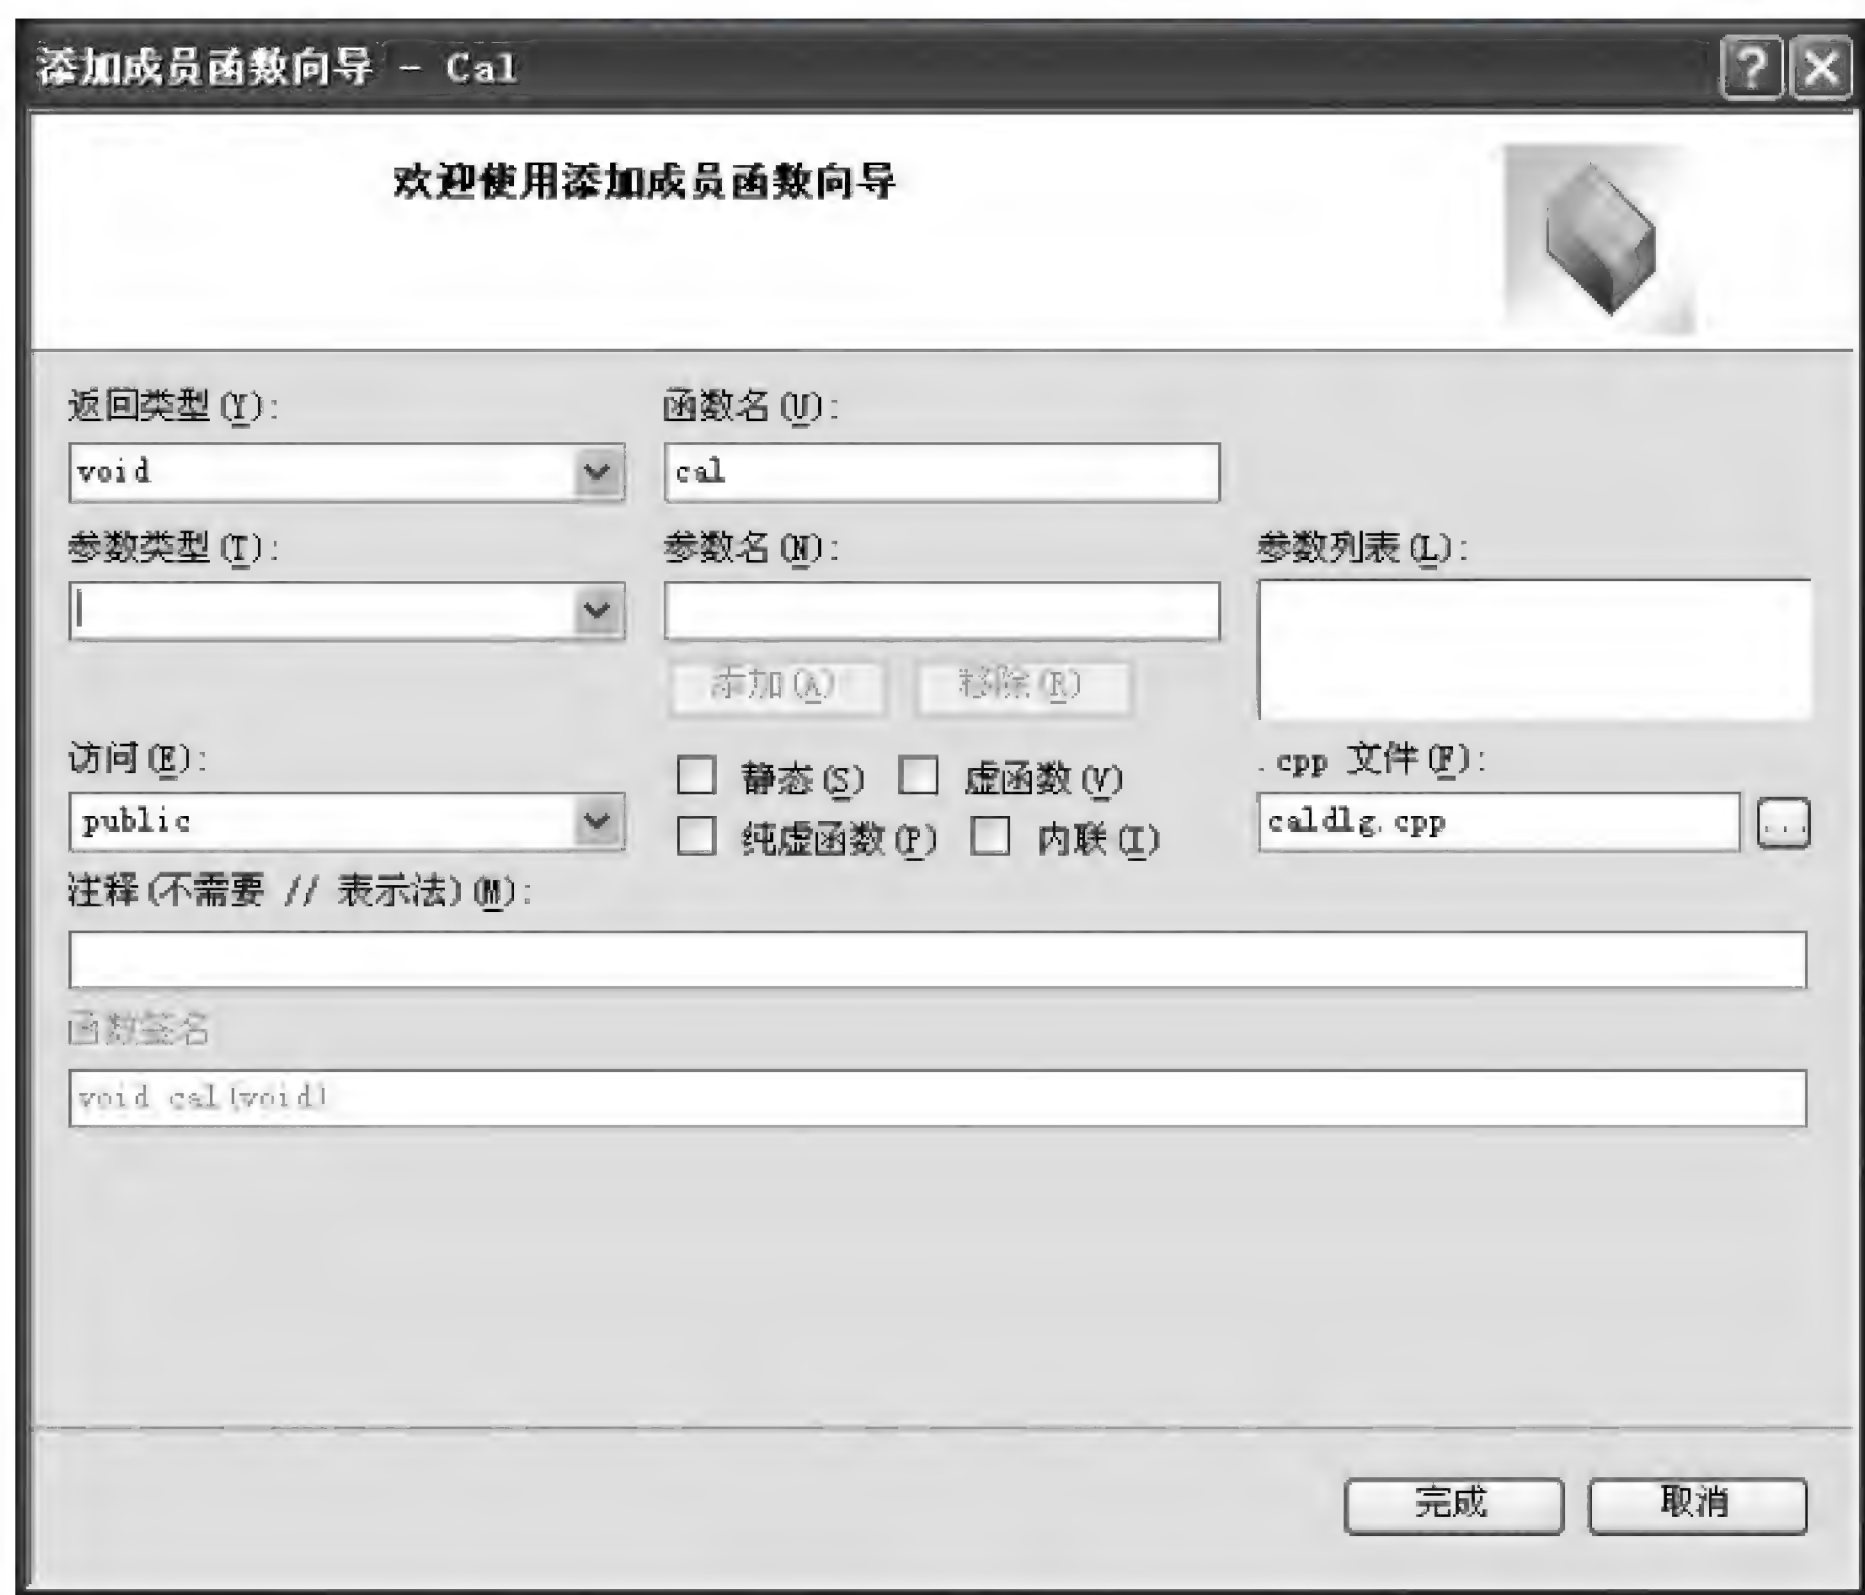 添加成员函数向导 - Cal
欢迎使用添加成员函数向导
返回类型(Y): 函数名(U):
void cal
参数类型(T): 参数名(N): 参数列表(L):
添加(A) 移除(R)
访问(E): 静态(S) 虚函数(V) .cpp 文件(F):
public 纯虚函数(P) 内联(I) caldlg.cpp ...
注释(不需要 // 表示法)(M):
函数签名
void cal(void)
完成 取消